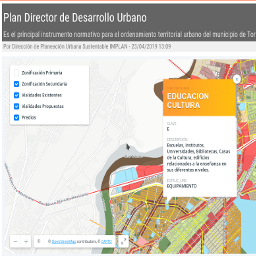 Plan Director de Desarrollo Urbano
Es el principal instrumento normativo para el ordenamiento territorial urbano del municipio de Tor
Por Dirección de Planeación Urbana Sustentable IMPLAN - 23/04/2019 13:09
Zonificación Primaria
Zonificación Secundaria
Vialidades Existentes
Vialidades Propuestas
Predios
EDUCACION
CULTURA
CLAVE
E
DESCRIPCION
Escuelas, Institutos,
Universidades, Bibliotecas, Casas
de la Cultura, edificios
relacionados a la enseñanza en
sus diferentes niveles.
EQUIPAMIENTO
© OpenStreetMap contributors, © CARTO